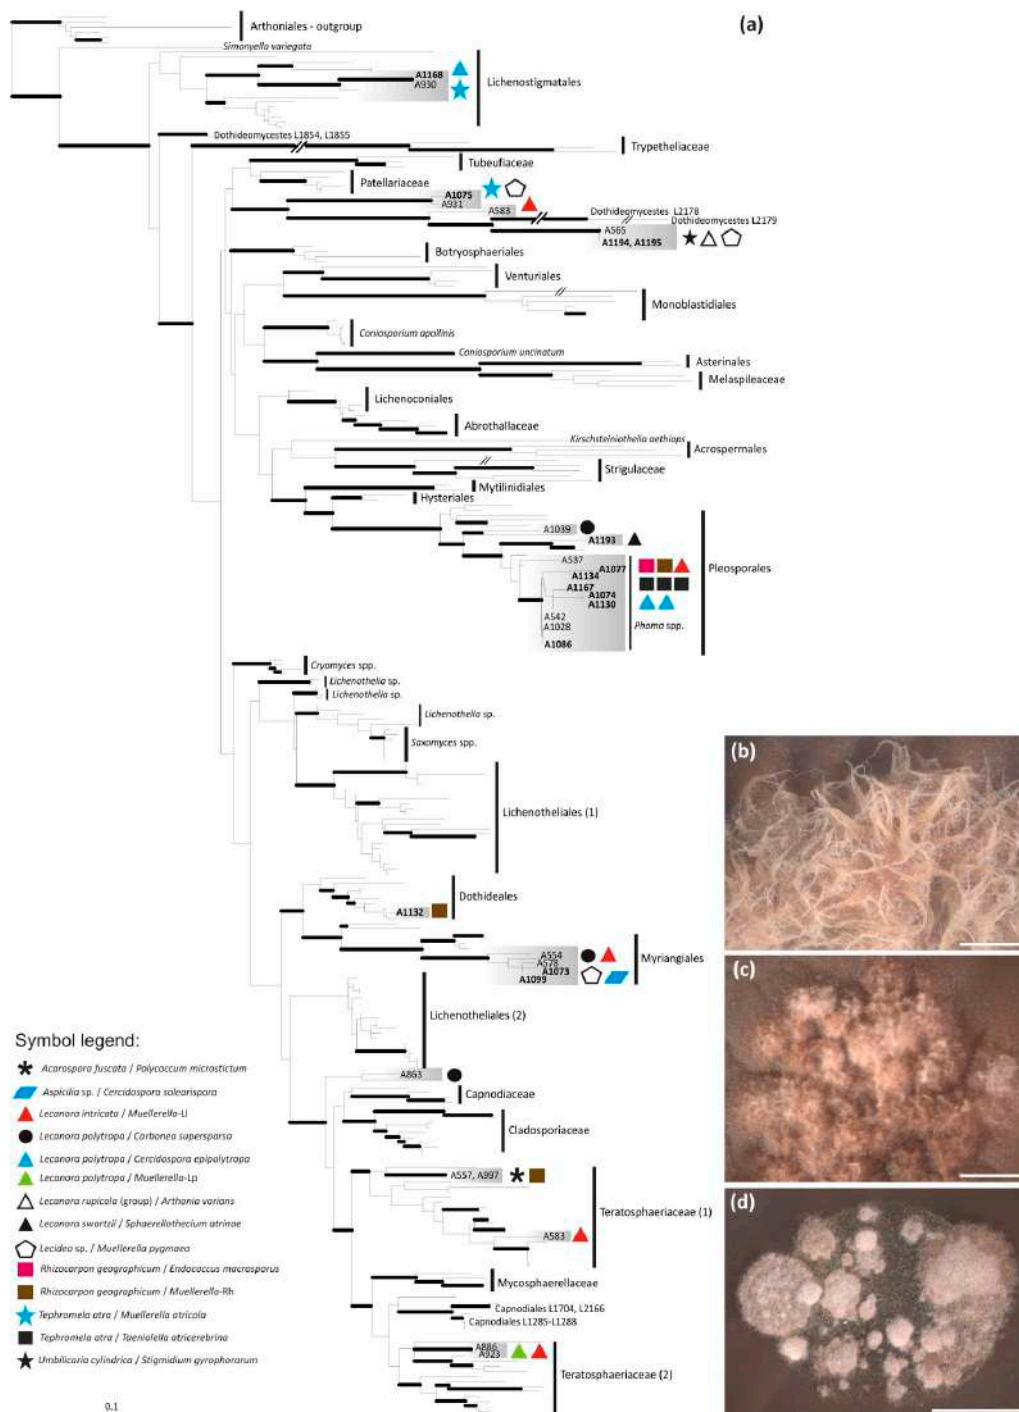 (a)
Arthoniales - outgroup
Simonyella variegata
A1168
A930
Lichenostigmatales
Dothideomycestes L1854, L1855
Trypetheliaceae
Tubeufiaceae
Patellariaceae
A1075
A931
A583
Dothideomycestes L2178
Dothideomycestes L2179
A565
A1194, A1195
Botryosphaeriales
Venturiales
Monoblastidiales
Coniosporium apollinis
Coniosporium uncinatum
Asterinales
Melaspileaceae
Lichenoconiales
Abrothallaceae
Kirschsteiniothelia aethiops
Acrospermales
Strigulaceae
Mytilinidiales
Hysteriales
A1039
A1193
A537
A1077
A1134
A1167
A1074
A1130
A542
A1028
A1086
Phoma spp.
Pleosporales
Cryomyces spp.
Lichenothelia sp.
Lichenothelia sp.
Lichenothelia sp.
Saxomyces spp.
Lichenotheliales (1)
Dothideales
A1132
A554
A578
A1073
A1099
Myriangiales
Lichenotheliales (2)
A863
Capnodiaceae
Cladosporiaceae
A557, A997
Teratosphaeriaceae (1)
A583
Mycosphaerellaceae
Capnodiales L1704, L2166
Capnodiales L1285-L1288
A886
A923
Teratosphaeriaceae (2)
Symbol legend:
Acarospora fuscata / Polycoccum microstictum
Aspicilia sp. / Cercidospora solearispora
Lecanora intricata / Muellerella-Li
Lecanora polytropa / Carbonea supersparsa
Lecanora polytropa / Cercidospora epipolytropa
Lecanora polytropa / Muellerella-Lp
Lecanora rupicola (group) / Arthonia varians
Lecanora swartzii / Sphaerellothecium atrinae
Lecidea sp. / Muellerella pygmaea
Rhizocarpon geographicum / Endococcus macrosporus
Rhizocarpon geographicum / Muellerella-Rh
Tephromela atra / Muellerella atricola
Tephromela atra / Taeniolella atricerebrina
Umbilicaria cylindrica / Stigmidium gyrophorarum
0.1
(b)
(c)
(d)